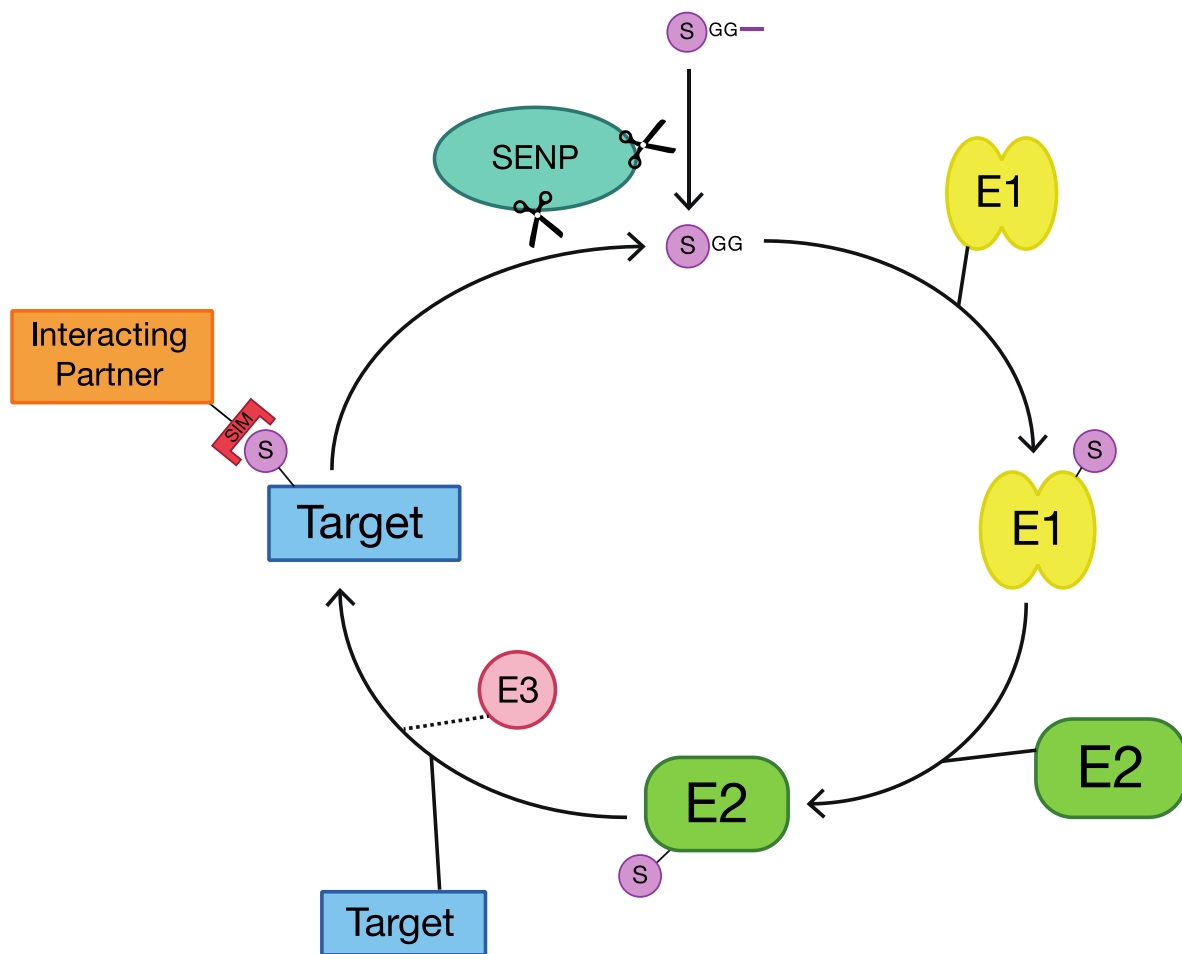 S GG
SENP
E1
S GG
Interacting
Partner
SIM
S
S
Target
E1
E3
E2
E2
S
Target